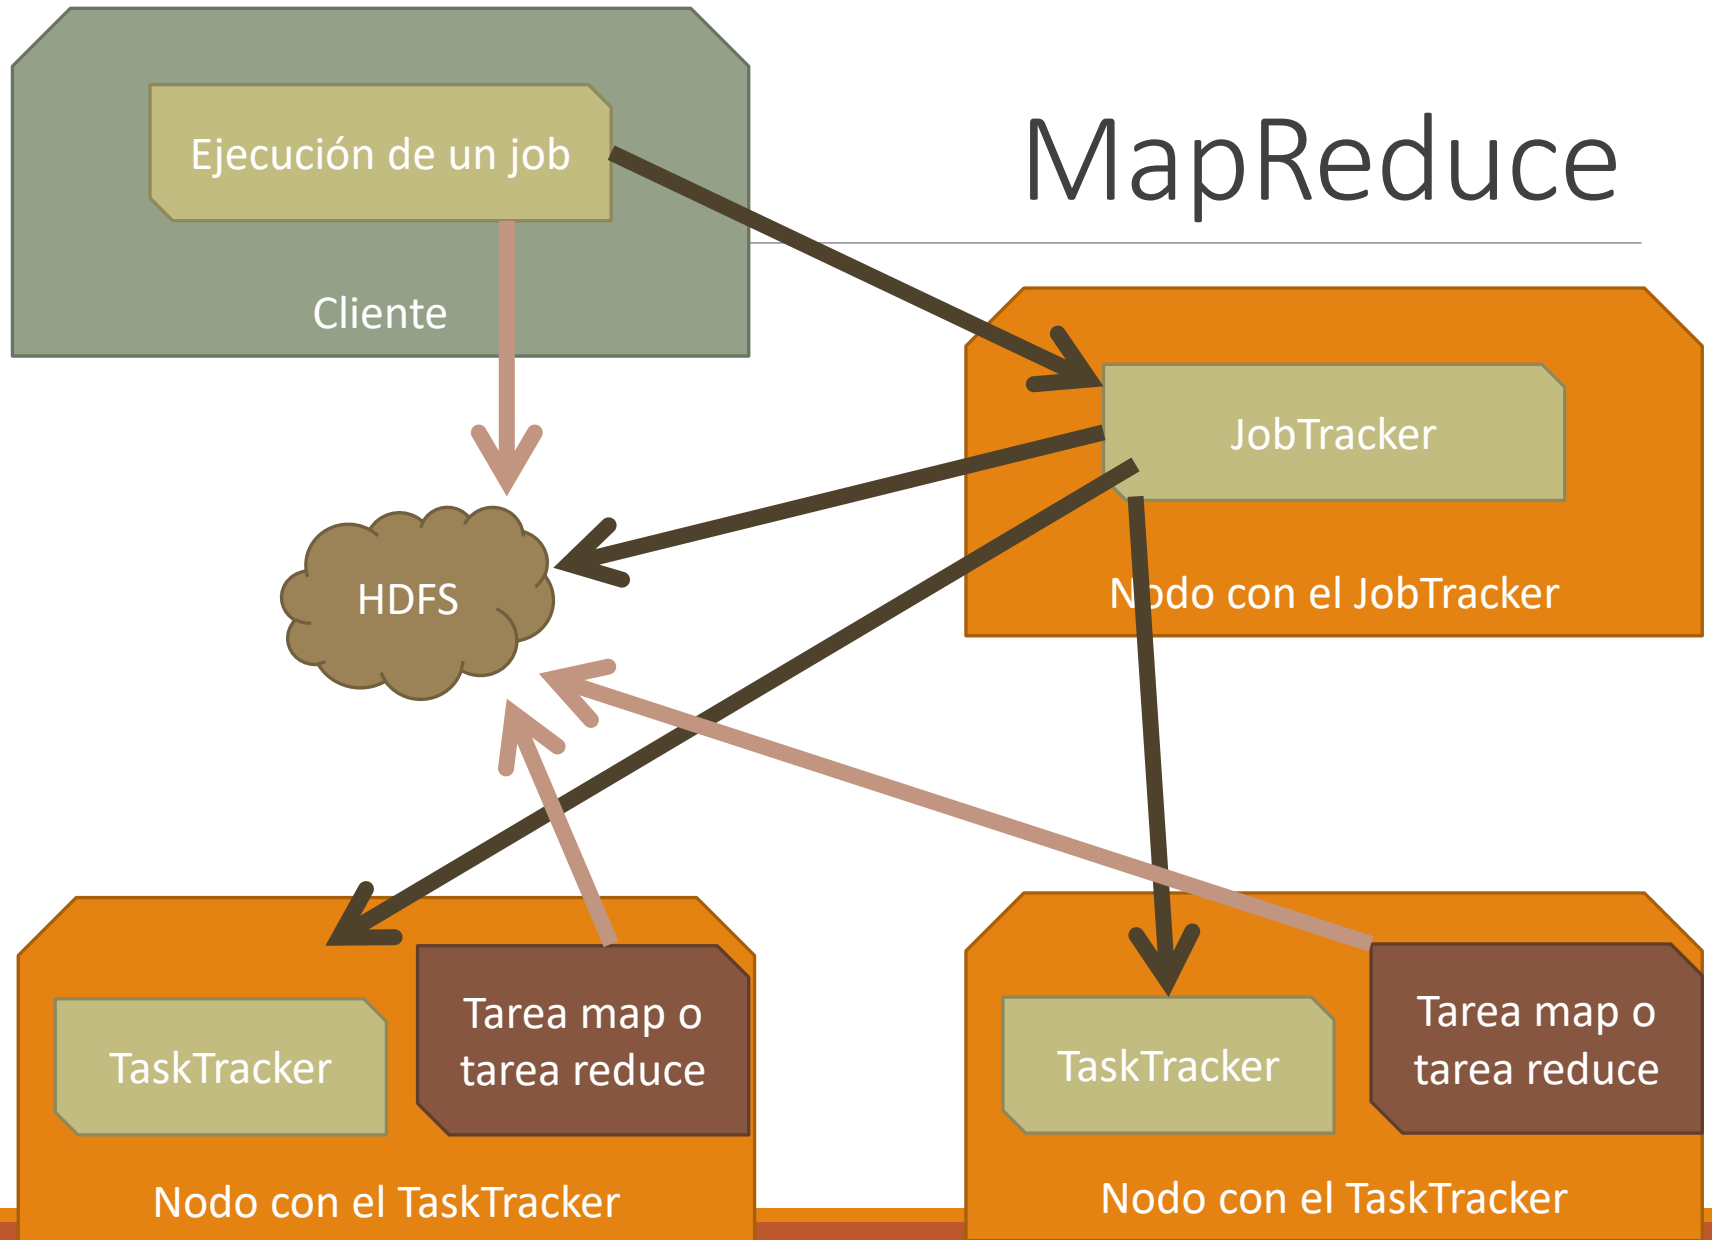 MapReduce
Ejecución de un job
Cliente
JobTracker
Nodo con el JobTracker
HDFS
TaskTracker
Tarea map o
tarea reduce
Nodo con el TaskTracker
TaskTracker
Tarea map o
tarea reduce
Nodo con el TaskTracker